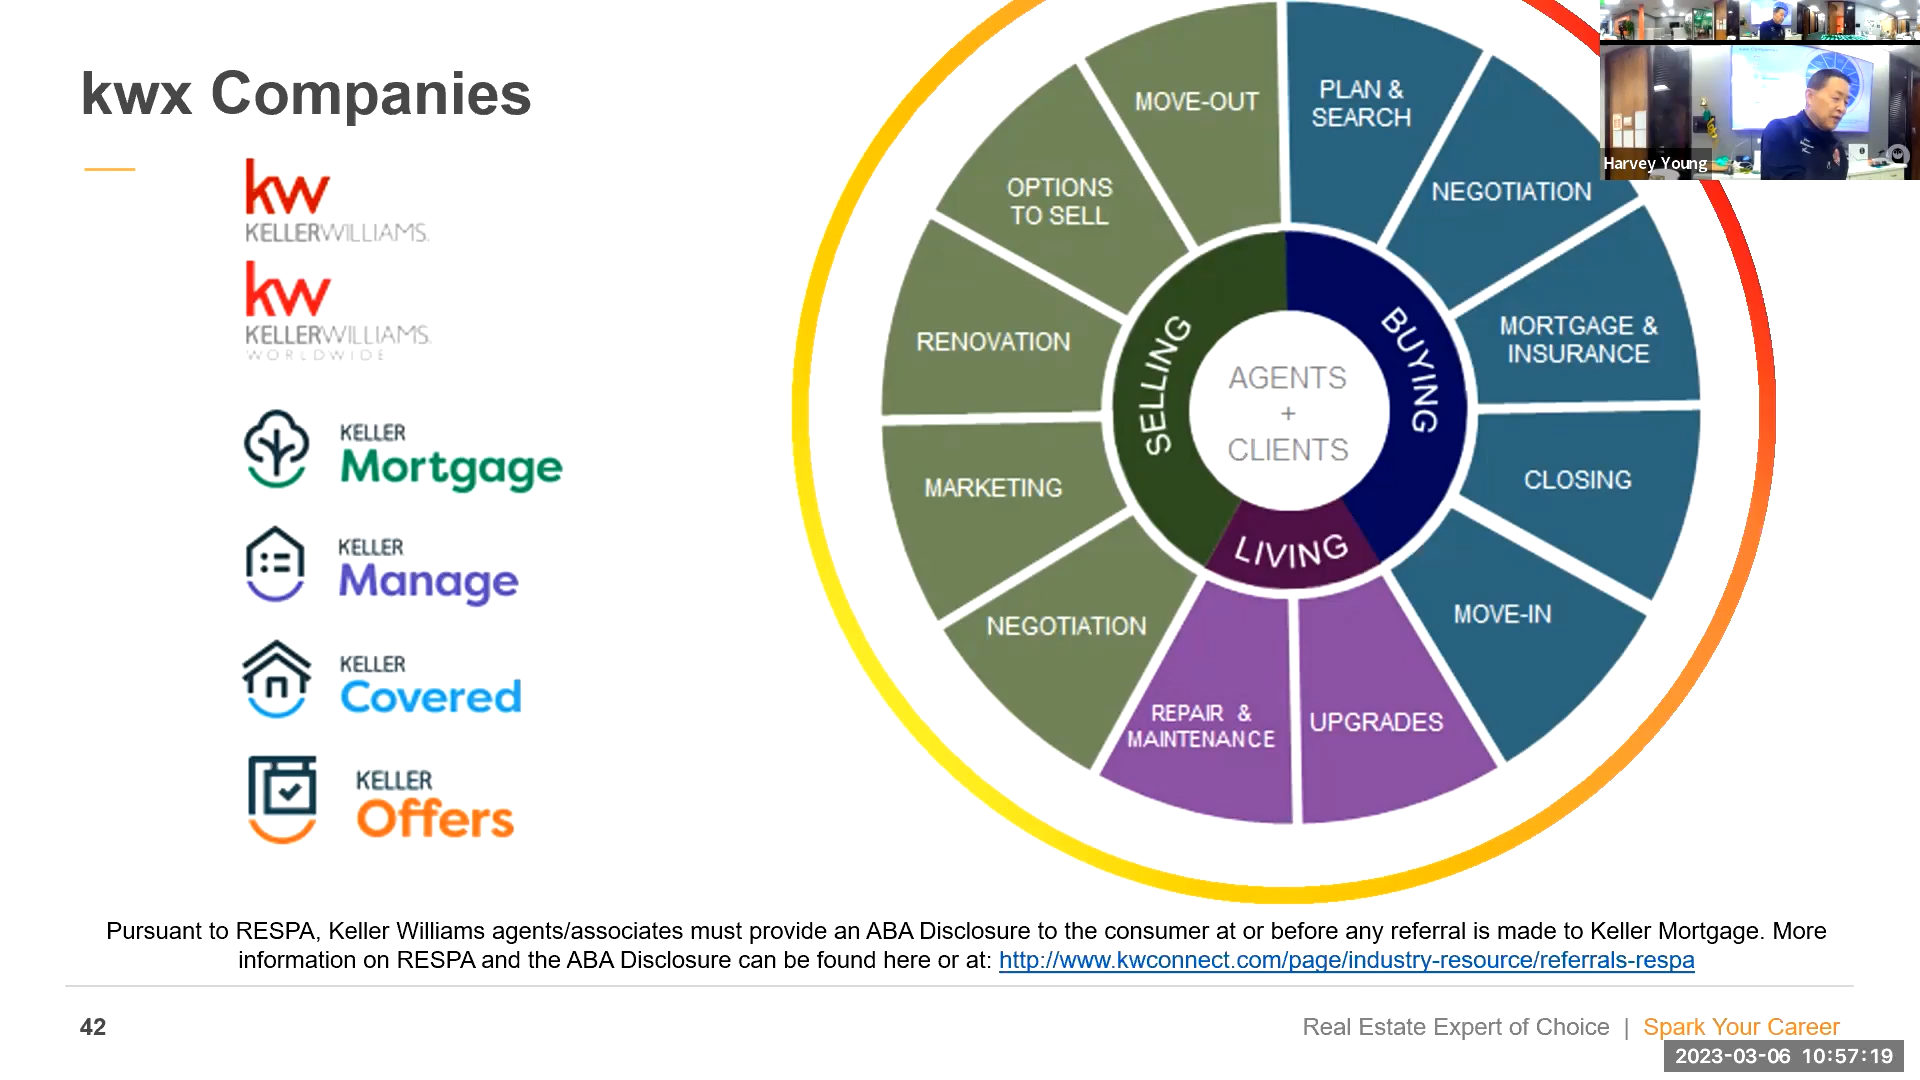 kwx Companies
kw
KELLERWILLIAMS.
kw
KELLERWILLIAMS.
WORLDWIDE
KELLER
Mortgage
KELLER
Manage
KELLER
Covered
KELLER
Offers
MOVE-OUT
PLAN &
SEARCH
NEGOTIATION
MORTGAGE &
INSURANCE
CLOSING
MOVE-IN
UPGRADES
REPAIR &
MAINTENANCE
NEGOTIATION
MARKETING
RENOVATION
OPTIONS
TO SELL
SELLING
BUYING
LIVING
AGENTS
+
CLIENTS
Harvey Young
Pursuant to RESPA, Keller Williams agents/associates must provide an ABA Disclosure to the consumer at or before any referral is made to Keller Mortgage. More
information on RESPA and the ABA Disclosure can be found here or at: http://www.kwconnect.com/page/industry-resource/referrals-respa
42
Real Estate Expert of Choice | Spark Your Career
2023-03-06 10:57:19